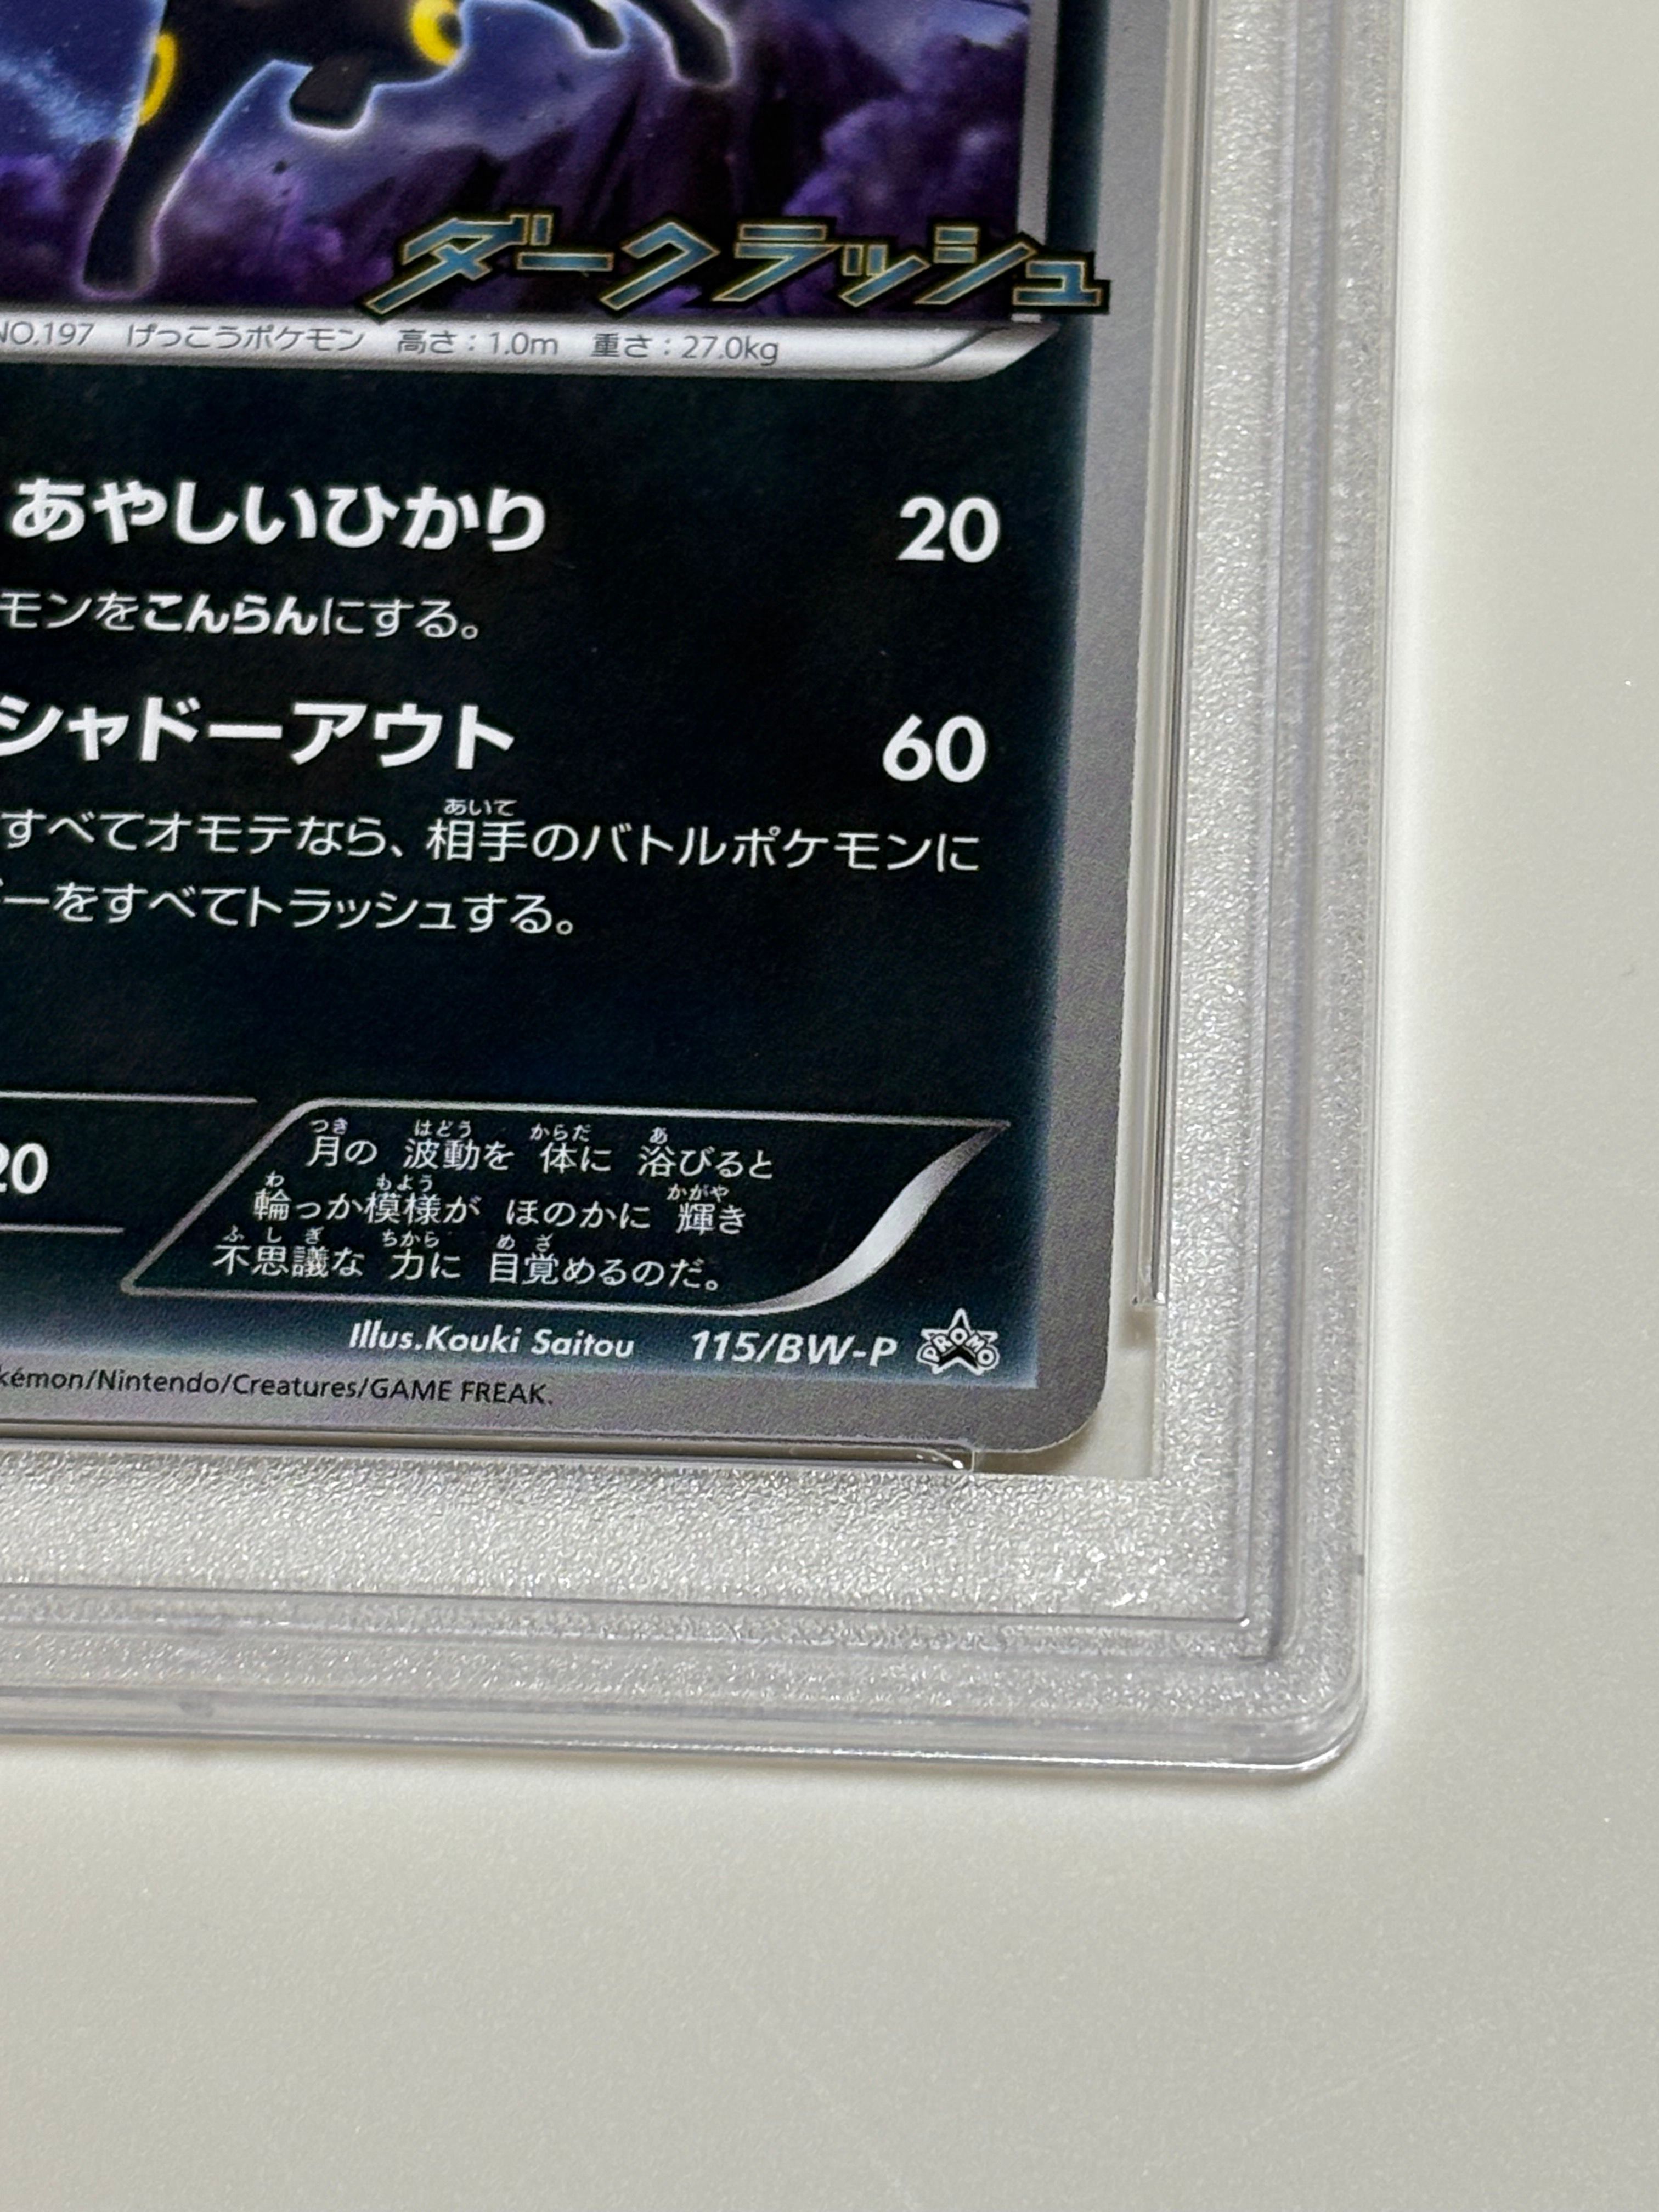 ダークラッシュ
NO.197 げっこうポケモン 高さ：1.0m 重さ：27.0kg
あやしいひかり 20
モンをこんらんにする。
シャドーアウト 60
すべてオモテなら、相手のバトルポケモンに
あいて
ーをすべてトラッシュする。
20
つき はどう からだ あ
月の 波動を 体に 浴びると
わ もよう かがや
輪っか模様が ほのかに 輝き
ふしぎ ちから めざ
不思議な 力に 目覚めるのだ。
Illus.Kouki Saitou 115/BW-P PROMO
kémon/Nintendo/Creatures/GAME FREAK.